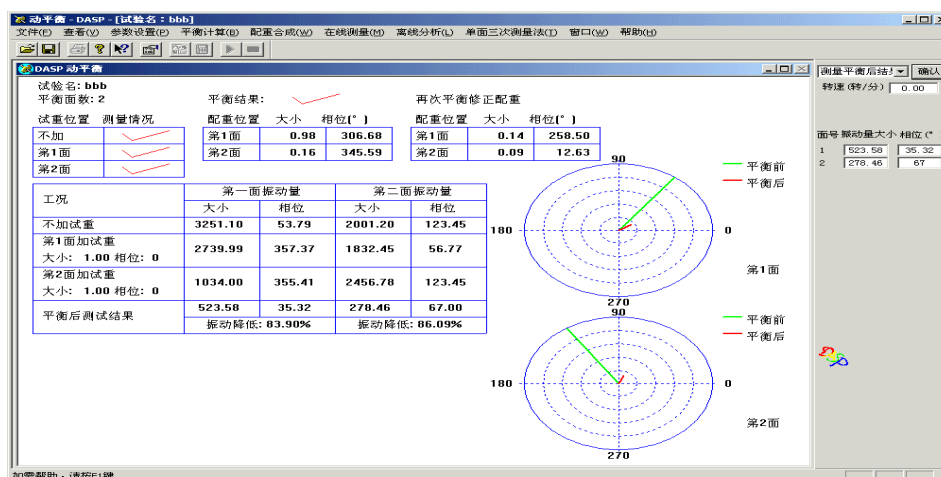 动平衡 - DASP - [试验名：bbb]
文件(F) 查看(V) 参数设置(P) 平衡计算(B) 配重合成(W) 在线测量(M) 离线分析(L) 单面三次测量法(T) 窗口(W) 帮助(H)
DASP 动平衡
试验名: bbb
平衡面数: 2 平衡结果: 再次平衡修正配重
试重位置 测量情况 配重位置 大小 相位(°) 配重位置 大小 相位(°)
不加 第1面 0.98 306.68 第1面 0.14 258.50
第1面 第2面 0.16 345.59 第2面 0.09 12.63
第2面
工况 第一面振动量 第二面振动量
大小 相位 大小 相位
不加试重 3251.10 53.79 2001.20 123.45
第1面加试重
大小: 1.00 相位: 0 2739.99 357.37 1832.45 56.77
第2面加试重
大小: 1.00 相位: 0 1034.00 355.41 2456.78 123.45
平衡后测试结果 523.58 35.32 278.46 67.00
振动降低: 83.90% 振动降低: 86.09%
90
平衡前
平衡后
180 0
第1面
270
90
平衡前
平衡后
180 0
第2面
270
测量平衡后结 确认
转速(转/分) 0.00
面号 振动量大小 相位(°
1 523.58 35.32
2 278.46 67
如需帮助，请按F1键